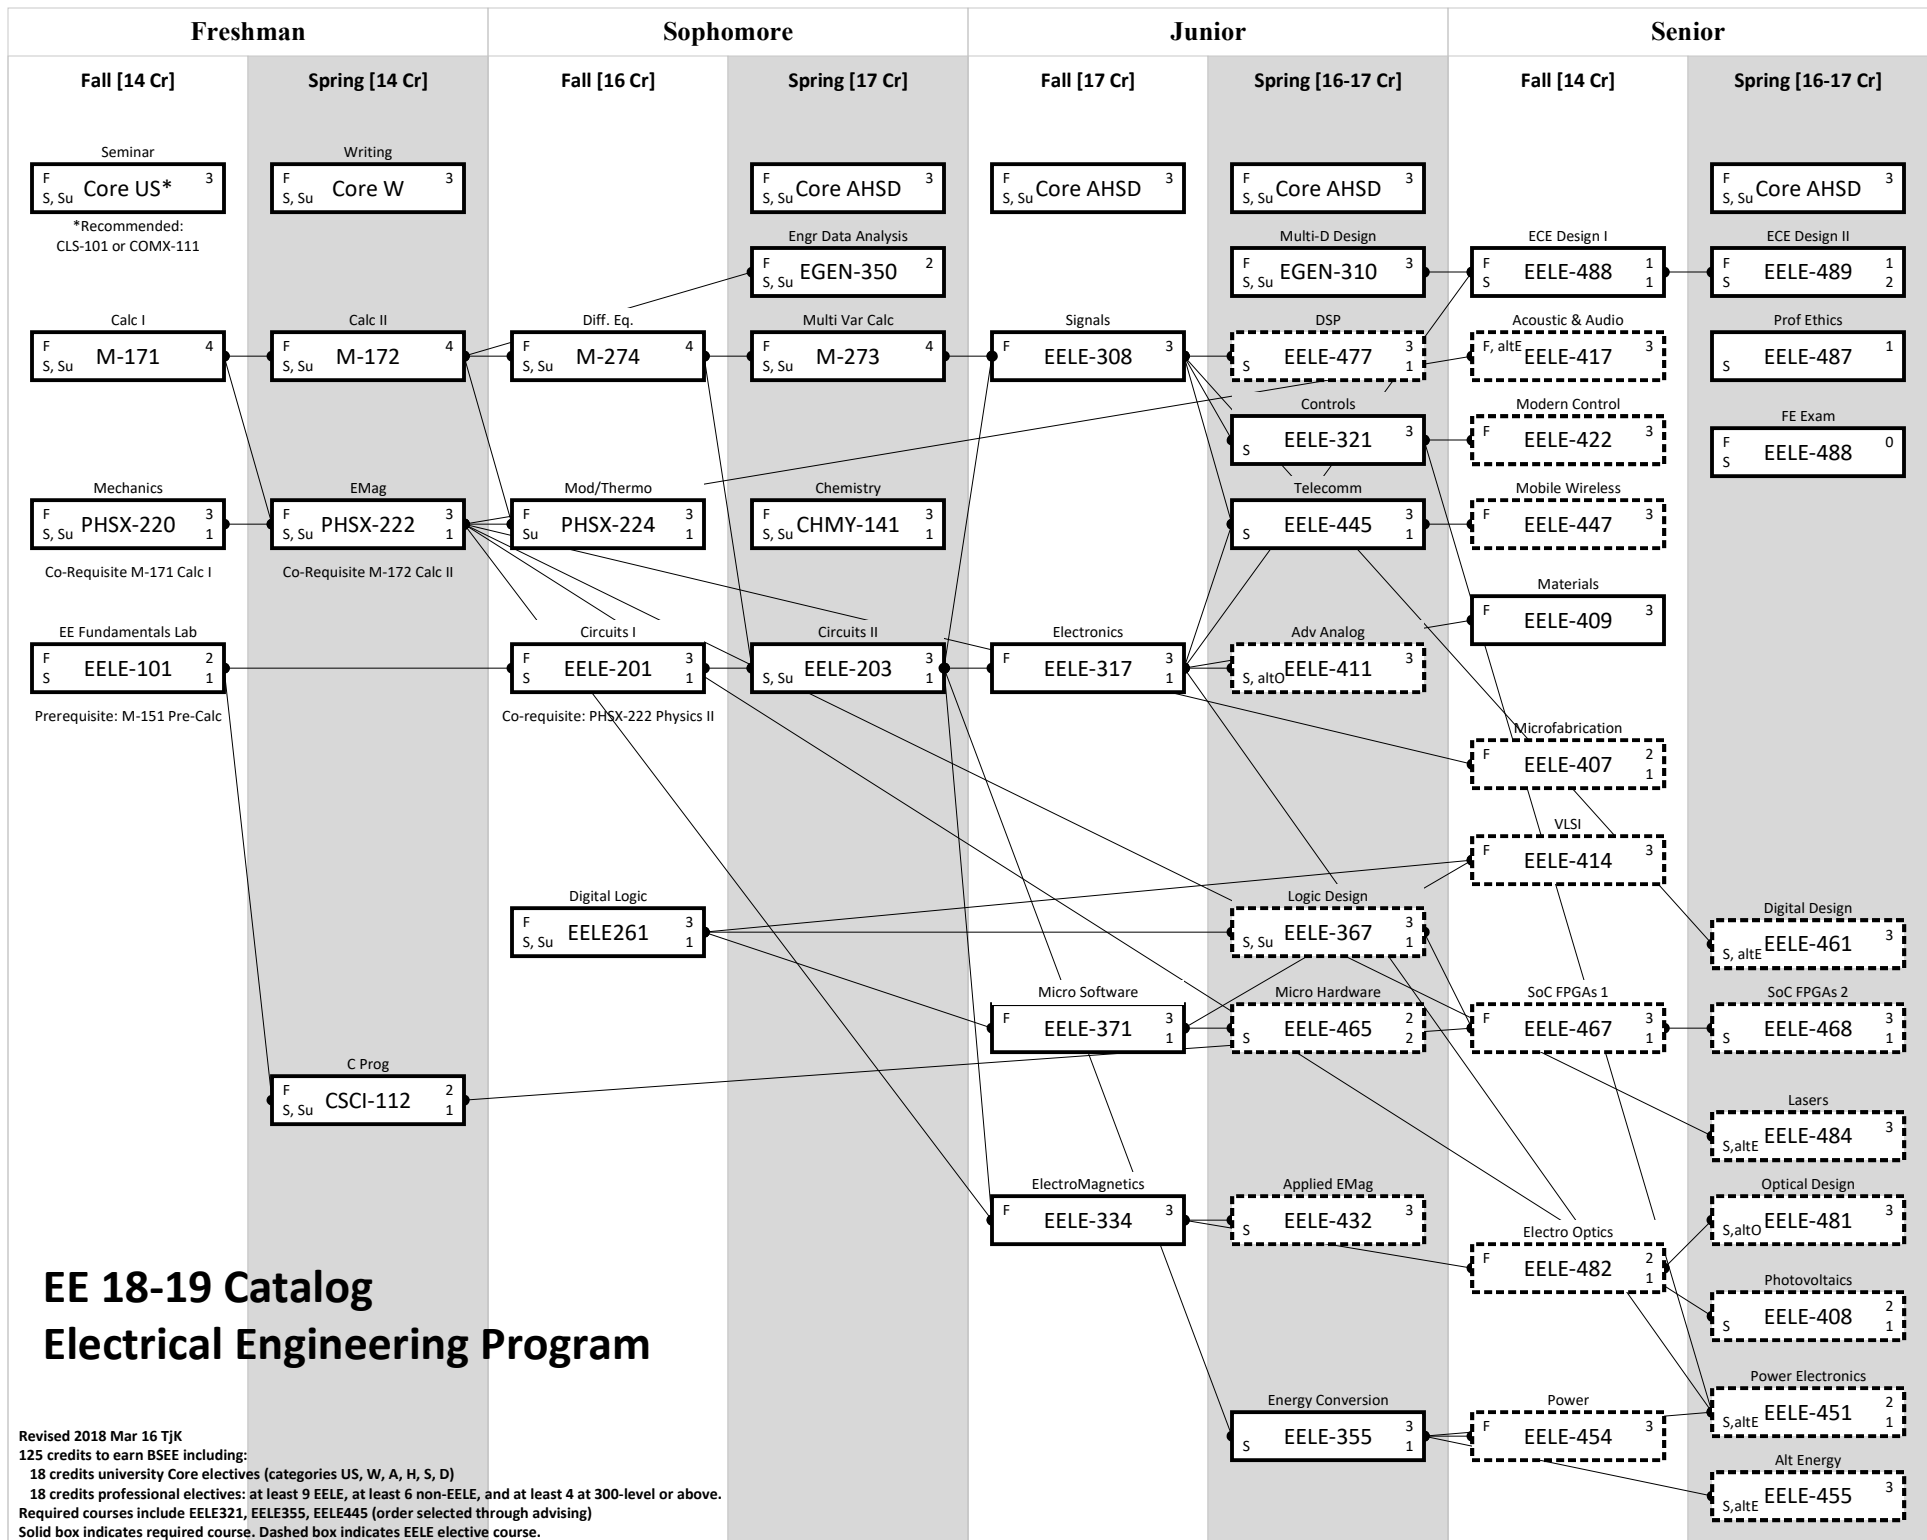 Freshman
Sophomore
Junior
Senior
Fall [14 Cr]
Spring [14 Cr]
Fall [16 Cr]
Spring [17 Cr]
Fall [17 Cr]
Spring [16-17 Cr]
Fall [14 Cr]
Spring [16-17 Cr]
Seminar
F
S, Su
Core US*
3
*Recommended:
CLS-101 or COMX-111
Calc I
F
S, Su
M-171
4
Mechanics
F
S, Su
PHSX-220
3
1
Co-Requisite M-171 Calc I
EE Fundamentals Lab
F
S
EELE-101
2
1
Prerequisite: M-151 Pre-Calc
Writing
F
S, Su
Core W
3
Calc II
F
S, Su
M-172
4
EMag
F
S, Su
PHSX-222
3
1
Co-Requisite M-172 Calc II
C Prog
F
S, Su
CSCI-112
2
1
Diff. Eq.
F
S, Su
M-274
4
Mod/Thermo
F
Su
PHSX-224
3
1
Circuits I
F
S
EELE-201
3
1
Co-requisite: PHSX-222 Physics II
Digital Logic
F
S, Su
EELE261
3
1
F
S, Su
Core AHSD
3
Engr Data Analysis
F
S, Su
EGEN-350
2
Multi Var Calc
F
S, Su
M-273
4
Chemistry
F
S, Su
CHMY-141
3
1
Circuits II
S, Su
EELE-203
3
1
F
S, Su
Core AHSD
3
Signals
F
EELE-308
3
Electronics
F
EELE-317
3
1
Micro Software
F
EELE-371
3
1
ElectroMagnetics
F
EELE-334
3
F
S, Su
Core AHSD
3
Multi-D Design
F
S, Su
EGEN-310
3
DSP
S
EELE-477
3
1
Controls
S
EELE-321
3
Telecomm
S
EELE-445
3
1
Adv Analog
S, altO
EELE-411
3
Logic Design
S, Su
EELE-367
3
1
Micro Hardware
S
EELE-465
2
2
Applied EMag
S
EELE-432
3
Energy Conversion
S
EELE-355
3
1
ECE Design I
F
S
EELE-488
1
1
Acoustic & Audio
F, altE
EELE-417
3
Modern Control
F
EELE-422
3
Mobile Wireless
F
EELE-447
3
Materials
F
EELE-409
3
Microfabrication
F
EELE-407
2
1
VLSI
F
EELE-414
3
SoC FPGAs 1
F
EELE-467
3
1
Electro Optics
F
EELE-482
2
1
Power
F
EELE-454
3
F
S, Su
Core AHSD
3
ECE Design II
F
S
EELE-489
1
2
Prof Ethics
S
EELE-487
1
FE Exam
F
S
EELE-488
0
Digital Design
S, altE
EELE-461
3
SoC FPGAs 2
S
EELE-468
3
1
Lasers
S,altE
EELE-484
3
Optical Design
S,altO
EELE-481
3
Photovoltaics
S
EELE-408
2
1
Power Electronics
S,altE
EELE-451
2
1
Alt Energy
S,altE
EELE-455
3
EE 18-19 Catalog
Electrical Engineering Program
Revised 2018 Mar 16 TjK
125 credits to earn BSEE including:
18 credits university Core electives (categories US, W, A, H, S, D)
18 credits professional electives: at least 9 EELE, at least 6 non-EELE, and at least 4 at 300-level or above.
Required courses include EELE321, EELE355, EELE445 (order selected through advising)
Solid box indicates required course. Dashed box indicates EELE elective course.